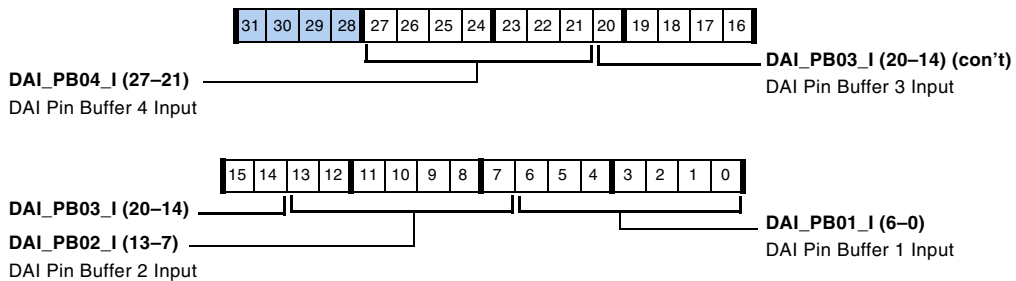 31 30 29 28 27 26 25 24 23 22 21 20 19 18 17 16
DAI_PB03_I (20–14) (con't)
DAI Pin Buffer 3 Input
DAI_PB04_I (27–21)
DAI Pin Buffer 4 Input
15 14 13 12 11 10 9 8 7 6 5 4 3 2 1 0
DAI_PB03_I (20–14)
DAI_PB02_I (13–7)
DAI Pin Buffer 2 Input
DAI_PB01_I (6–0)
DAI Pin Buffer 1 Input